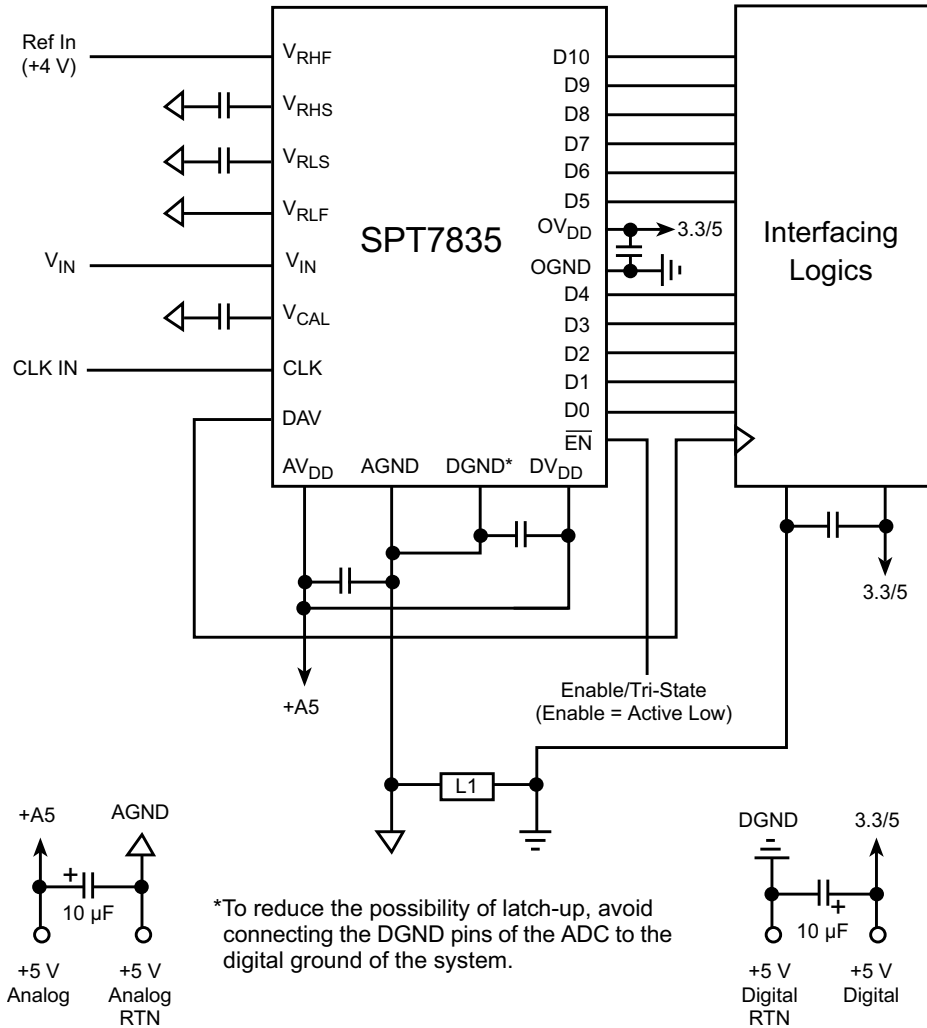 Ref In
(+4 V)
VRHF
VRHS
VRLS
VRLF
VIN
VIN
VCAL
CLK IN
CLK
DAV
AVDD
AGND
DGND*
DVDD
SPT7835
D10
D9
D8
D7
D6
D5
OVDD
3.3/5
OGND
D4
D3
D2
D1
D0
EN
Interfacing
Logics
3.3/5
+A5
Enable/Tri-State
(Enable = Active Low)
L1
+A5
AGND
+
10 µF
+5 V
Analog
+5 V
Analog
RTN
*To reduce the possibility of latch-up, avoid
connecting the DGND pins of the ADC to the
digital ground of the system.
DGND
3.3/5
10 µF
+
+5 V
Digital
RTN
+5 V
Digital